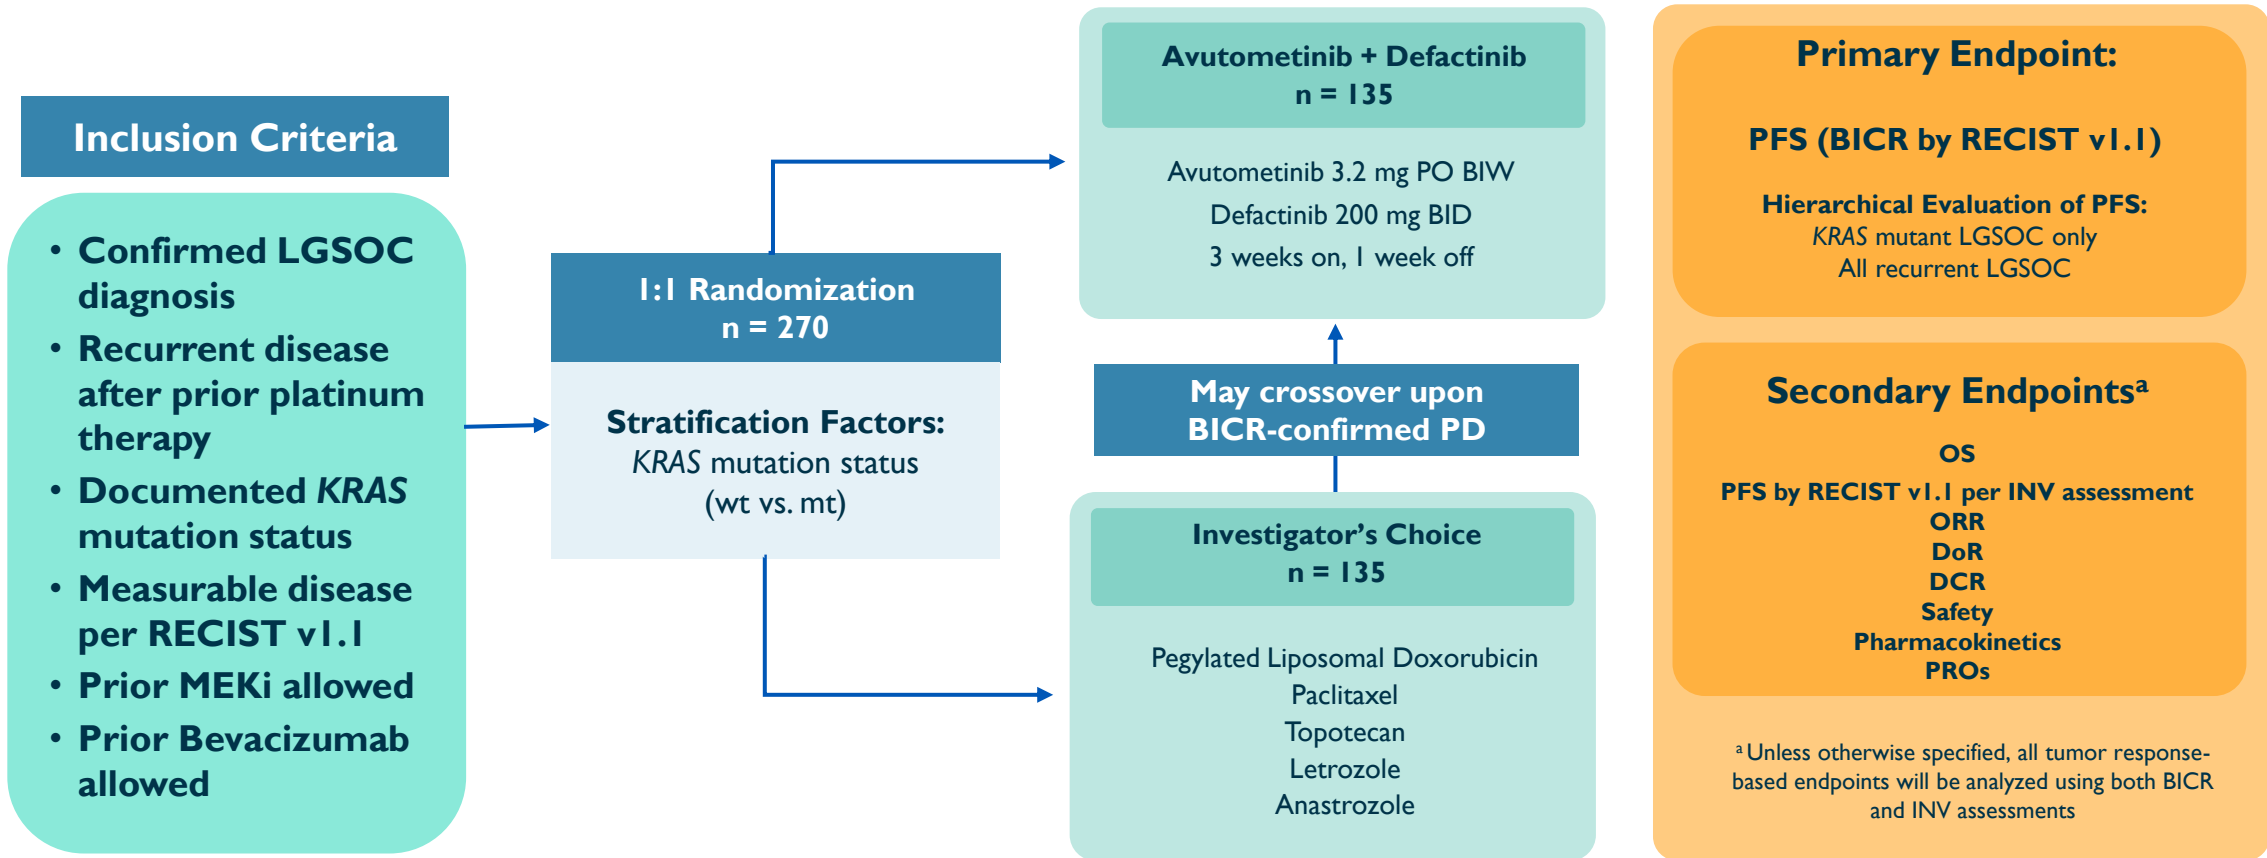 Inclusion Criteria
• Confirmed LGSOC
diagnosis
• Recurrent disease
after prior platinum
therapy
• Documented KRAS
mutation status
• Measurable disease
per RECIST v1.1
• Prior MEKi allowed
• Prior Bevacizumab
allowed
1:1 Randomization
n = 270
Stratification Factors:
KRAS mutation status
(wt vs. mt)
Avutometinib + Defactinib
n = 135
Avutometinib 3.2 mg PO BIW
Defactinib 200 mg BID
3 weeks on, 1 week off
May crossover upon
BICR-confirmed PD
Investigator’s Choice
n = 135
Pegylated Liposomal Doxorubicin
Paclitaxel
Topotecan
Letrozole
Anastrozole
Primary Endpoint:
PFS (BICR by RECIST v1.1)
Hierarchical Evaluation of PFS:
KRAS mutant LGSOC only
All recurrent LGSOC
Secondary Endpointsᵃ
OS
PFS by RECIST v1.1 per INV assessment
ORR
DoR
DCR
Safety
Pharmacokinetics
PROs
ᵃ Unless otherwise specified, all tumor response-
based endpoints will be analyzed using both BICR
and INV assessments